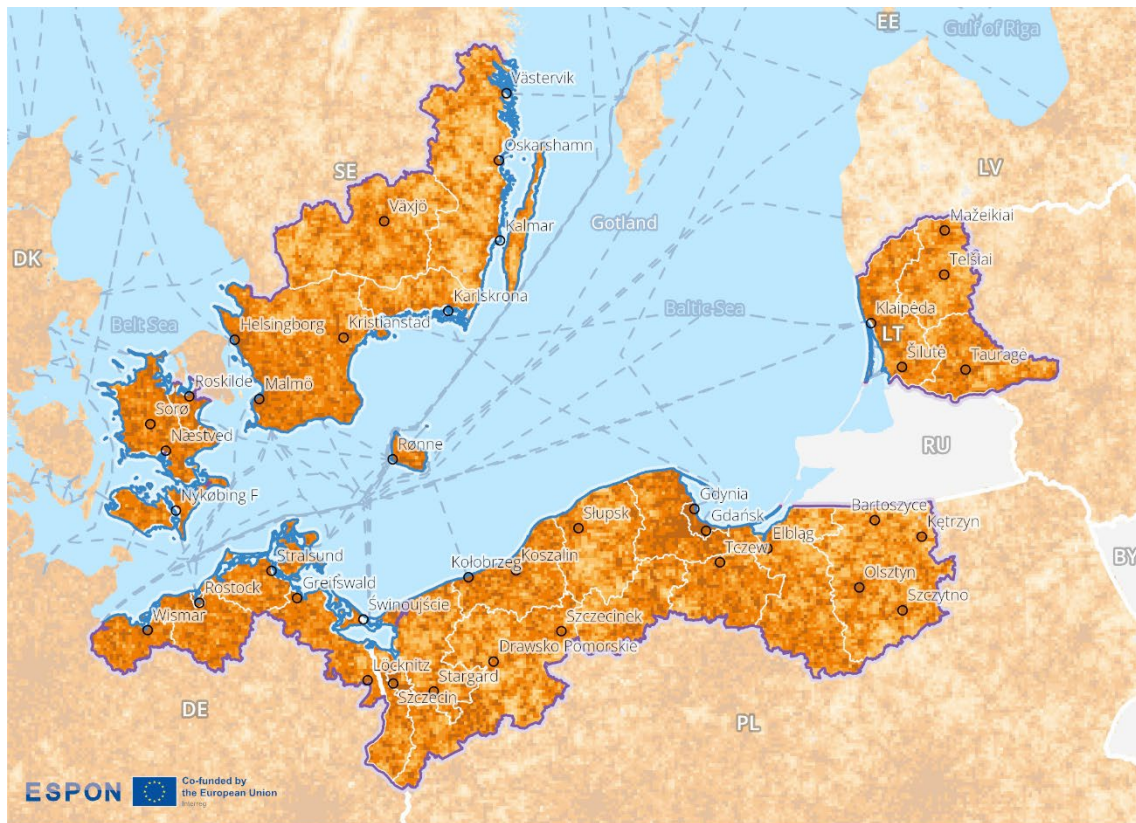 EE
Gulf of Riga
Västervik
Oskarshamn
LV
SE
Växjö
Gotland
Mažeikiai
Kalmar
DK
Telšiai
Karlskrona
Klaipėda
Baltic Sea
Belt Sea
Helsingborg
Kristianstad
LT
Šilutė
Tauragė
Roskilde
Malmö
Sorø
Næstved
Rønne
RU
Nykøbing F
Gdynia
Bartoszyce
Słupsk
Gdańsk
Kętrzyn
Elbląg
Koszalin
Tczew
BY
Stralsund
Kołobrzeg
Rostock
Greifswald
Olsztyn
Świnoujście
Wismar
Szczytno
Szczecinek
Drawsko Pomorskie
Löcknitz
Stargard
Szczecin
DE
PL
ESPON
Co-funded by
the European Union
Interreg